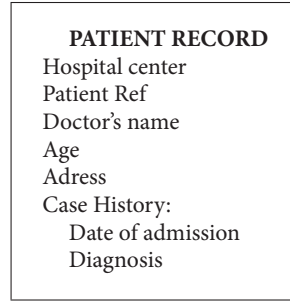 PATIENT RECORD
Hospital center
Patient Ref
Doctor's name
Age
Adress
Case History:
Date of admission
Diagnosis